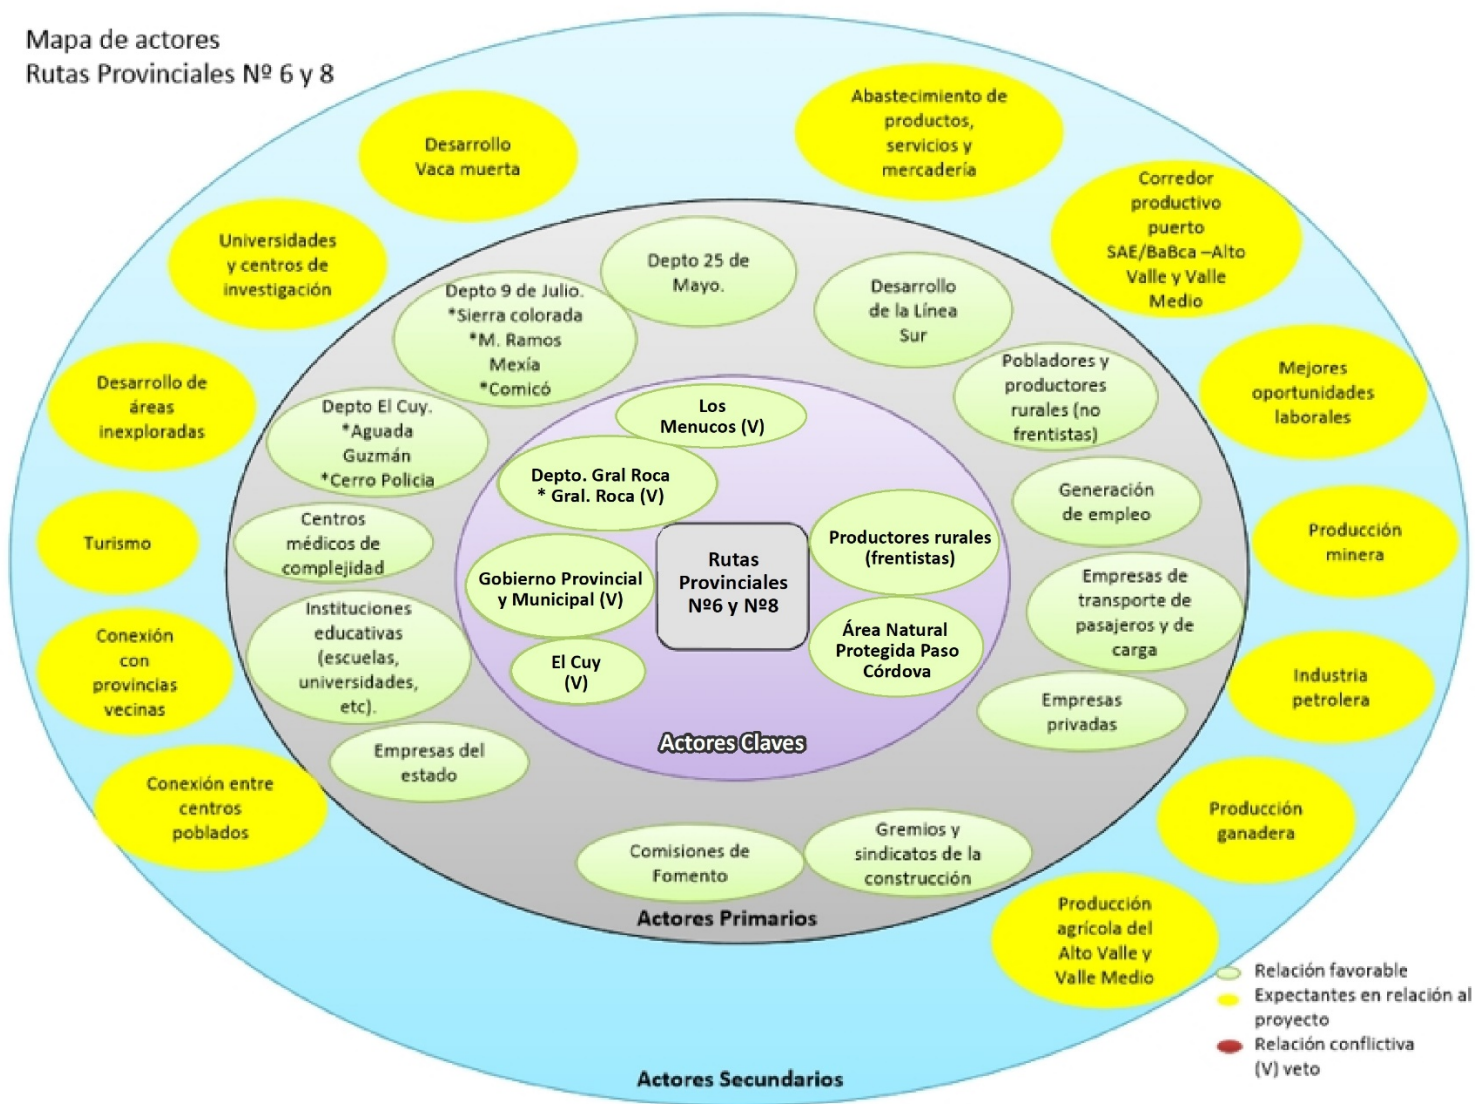 Mapa de actores
Rutas Provinciales Nº 6 y 8
Desarrollo
Vaca muerta
Abastecimiento de
productos,
servicios y
mercadería
Universidades
y centros de
investigación
Corredor
productivo
puerto
SAE/BaBca –Alto
Valle y Valle
Medio
Desarrollo de
áreas
inexploradas
Mejores
oportunidades
laborales
Turismo
Producción
minera
Conexión
con
provincias
vecinas
Industria
petrolera
Conexión entre
centros
poblados
Producción
ganadera
Producción
agrícola del
Alto Valle y
Valle Medio
Depto 25 de
Mayo.
Depto 9 de Julio.
*Sierra colorada
*M. Ramos
Mexía
*Comicó
Desarrollo
de la Línea
Sur
Pobladores y
productores
rurales (no
frentistas)
Depto El Cuy.
*Aguada
Guzmán
*Cerro Policia
Generación
de empleo
Centros
médicos de
complejidad
Empresas de
transporte de
pasajeros y de
carga
Instituciones
educativas
(escuelas,
universidades,
etc).
Empresas
privadas
Empresas del
estado
Comisiones de
Fomento
Gremios y
sindicatos de la
construcción
Los
Menucos (V)
Depto. Gral Roca
* Gral. Roca (V)
Productores rurales
(frentistas)
Gobierno Provincial
y Municipal (V)
Rutas
Provinciales
Nº6 y Nº8
Área Natural
Protegida Paso
Córdova
El Cuy
(V)
Actores Claves
Actores Primarios
Actores Secundarios
Relación favorable
Expectantes en relación al
proyecto
Relación conflictiva
(V) veto